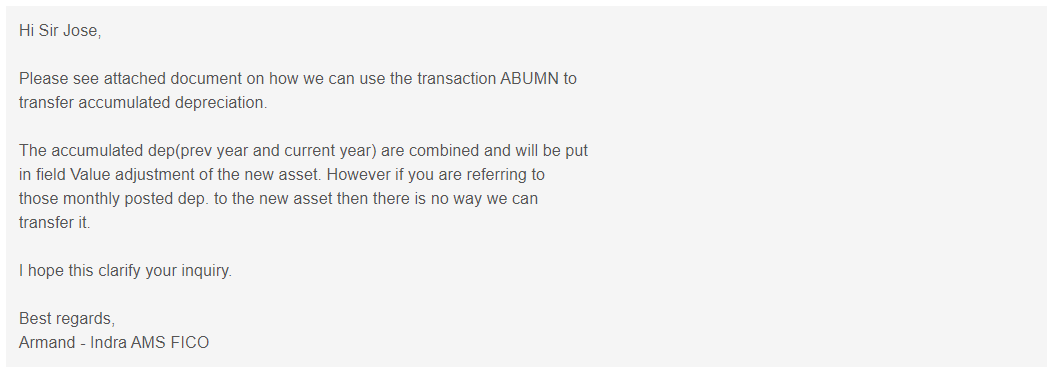 Hi Sir Jose,
Please see attached document on how we can use the transaction ABUMN to
transfer accumulated depreciation.
The accumulated dep(prev year and current year) are combined and will be put
in field Value adjustment of the new asset. However if you are referring to
those monthly posted dep. to the new asset then there is no way we can
transfer it.
I hope this clarify your inquiry.
Best regards,
Armand - Indra AMS FICO